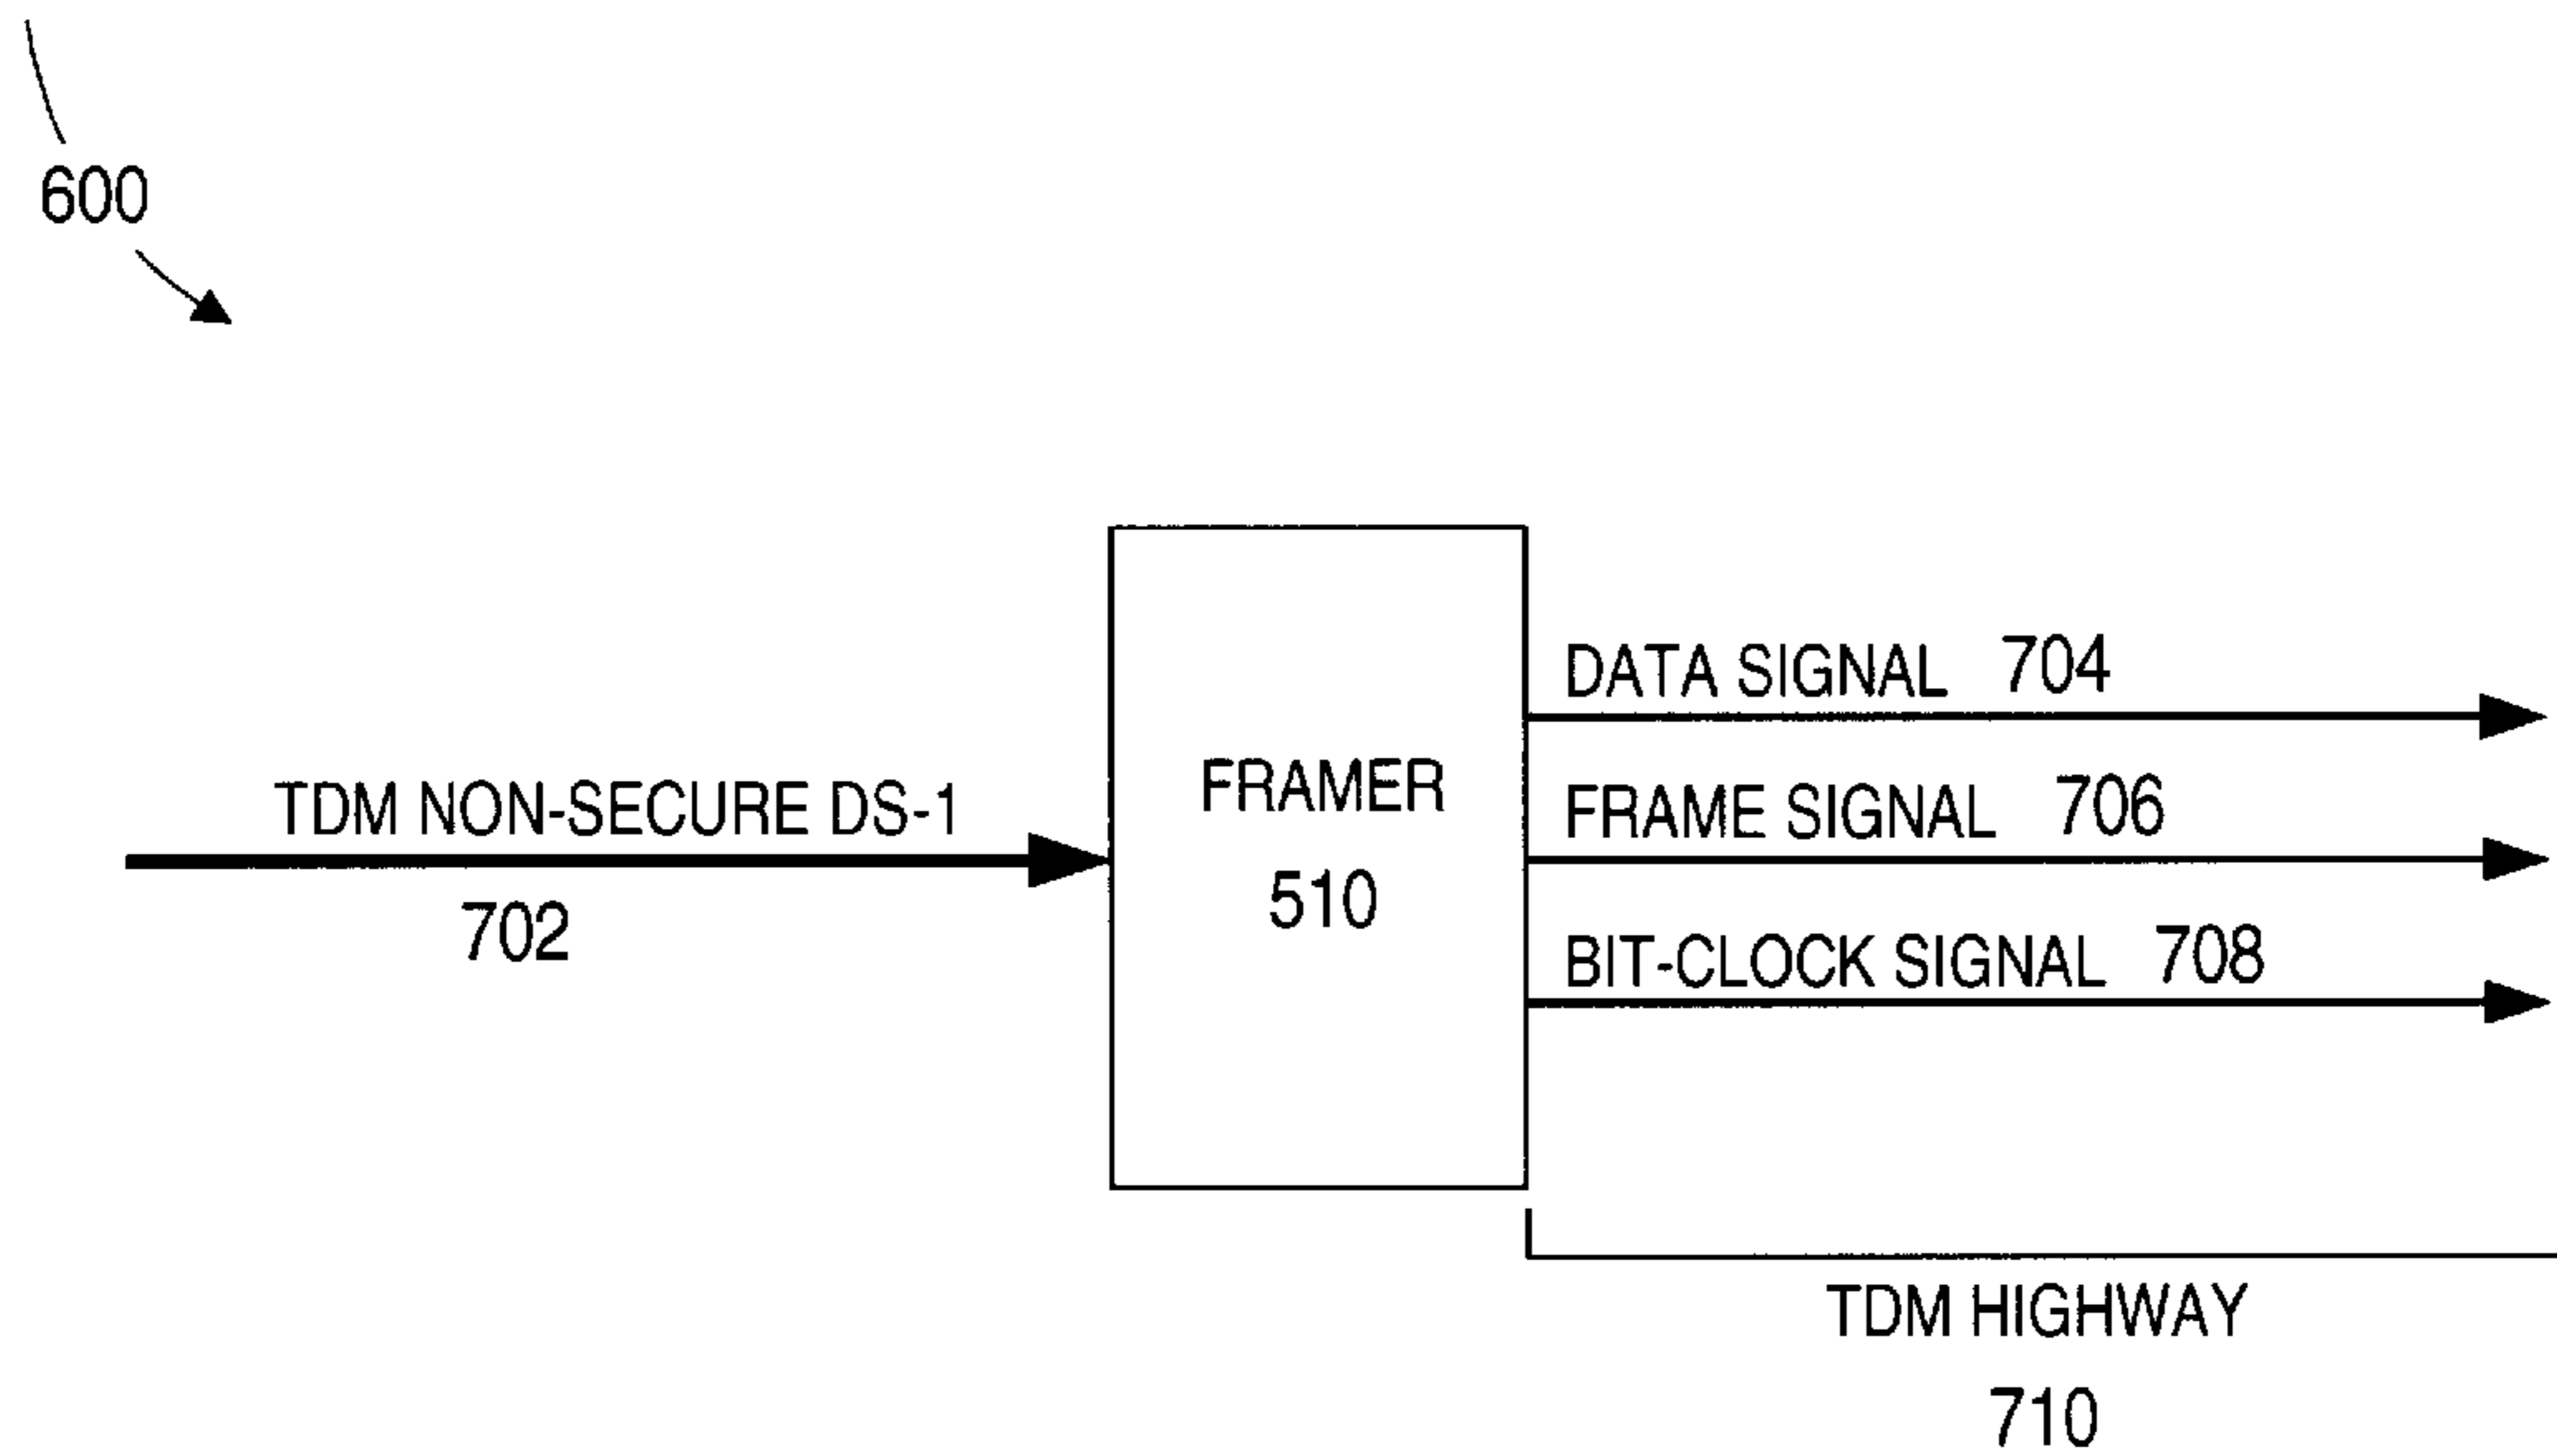 600
TDM NON-SECURE DS-1
702
FRAMER
510
DATA SIGNAL 704
FRAME SIGNAL 706
BIT-CLOCK SIGNAL 708
TDM HIGHWAY
710